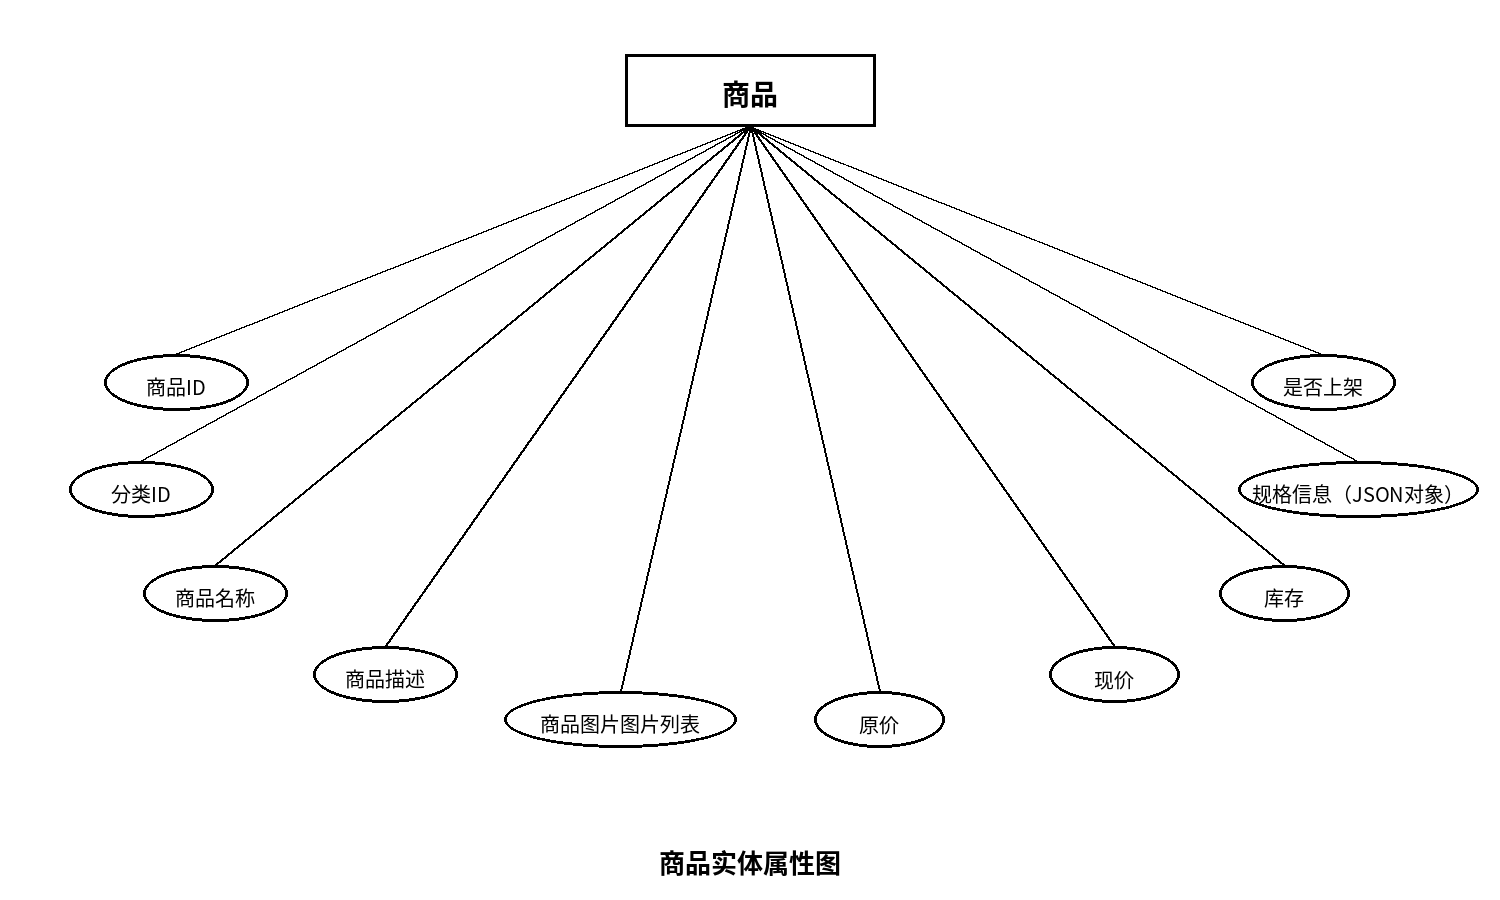 商品
商品ID
是否上架
分类ID
规格信息（JSON对象）
商品名称
库存
商品描述
现价
商品图片图片列表
原价
商品实体属性图